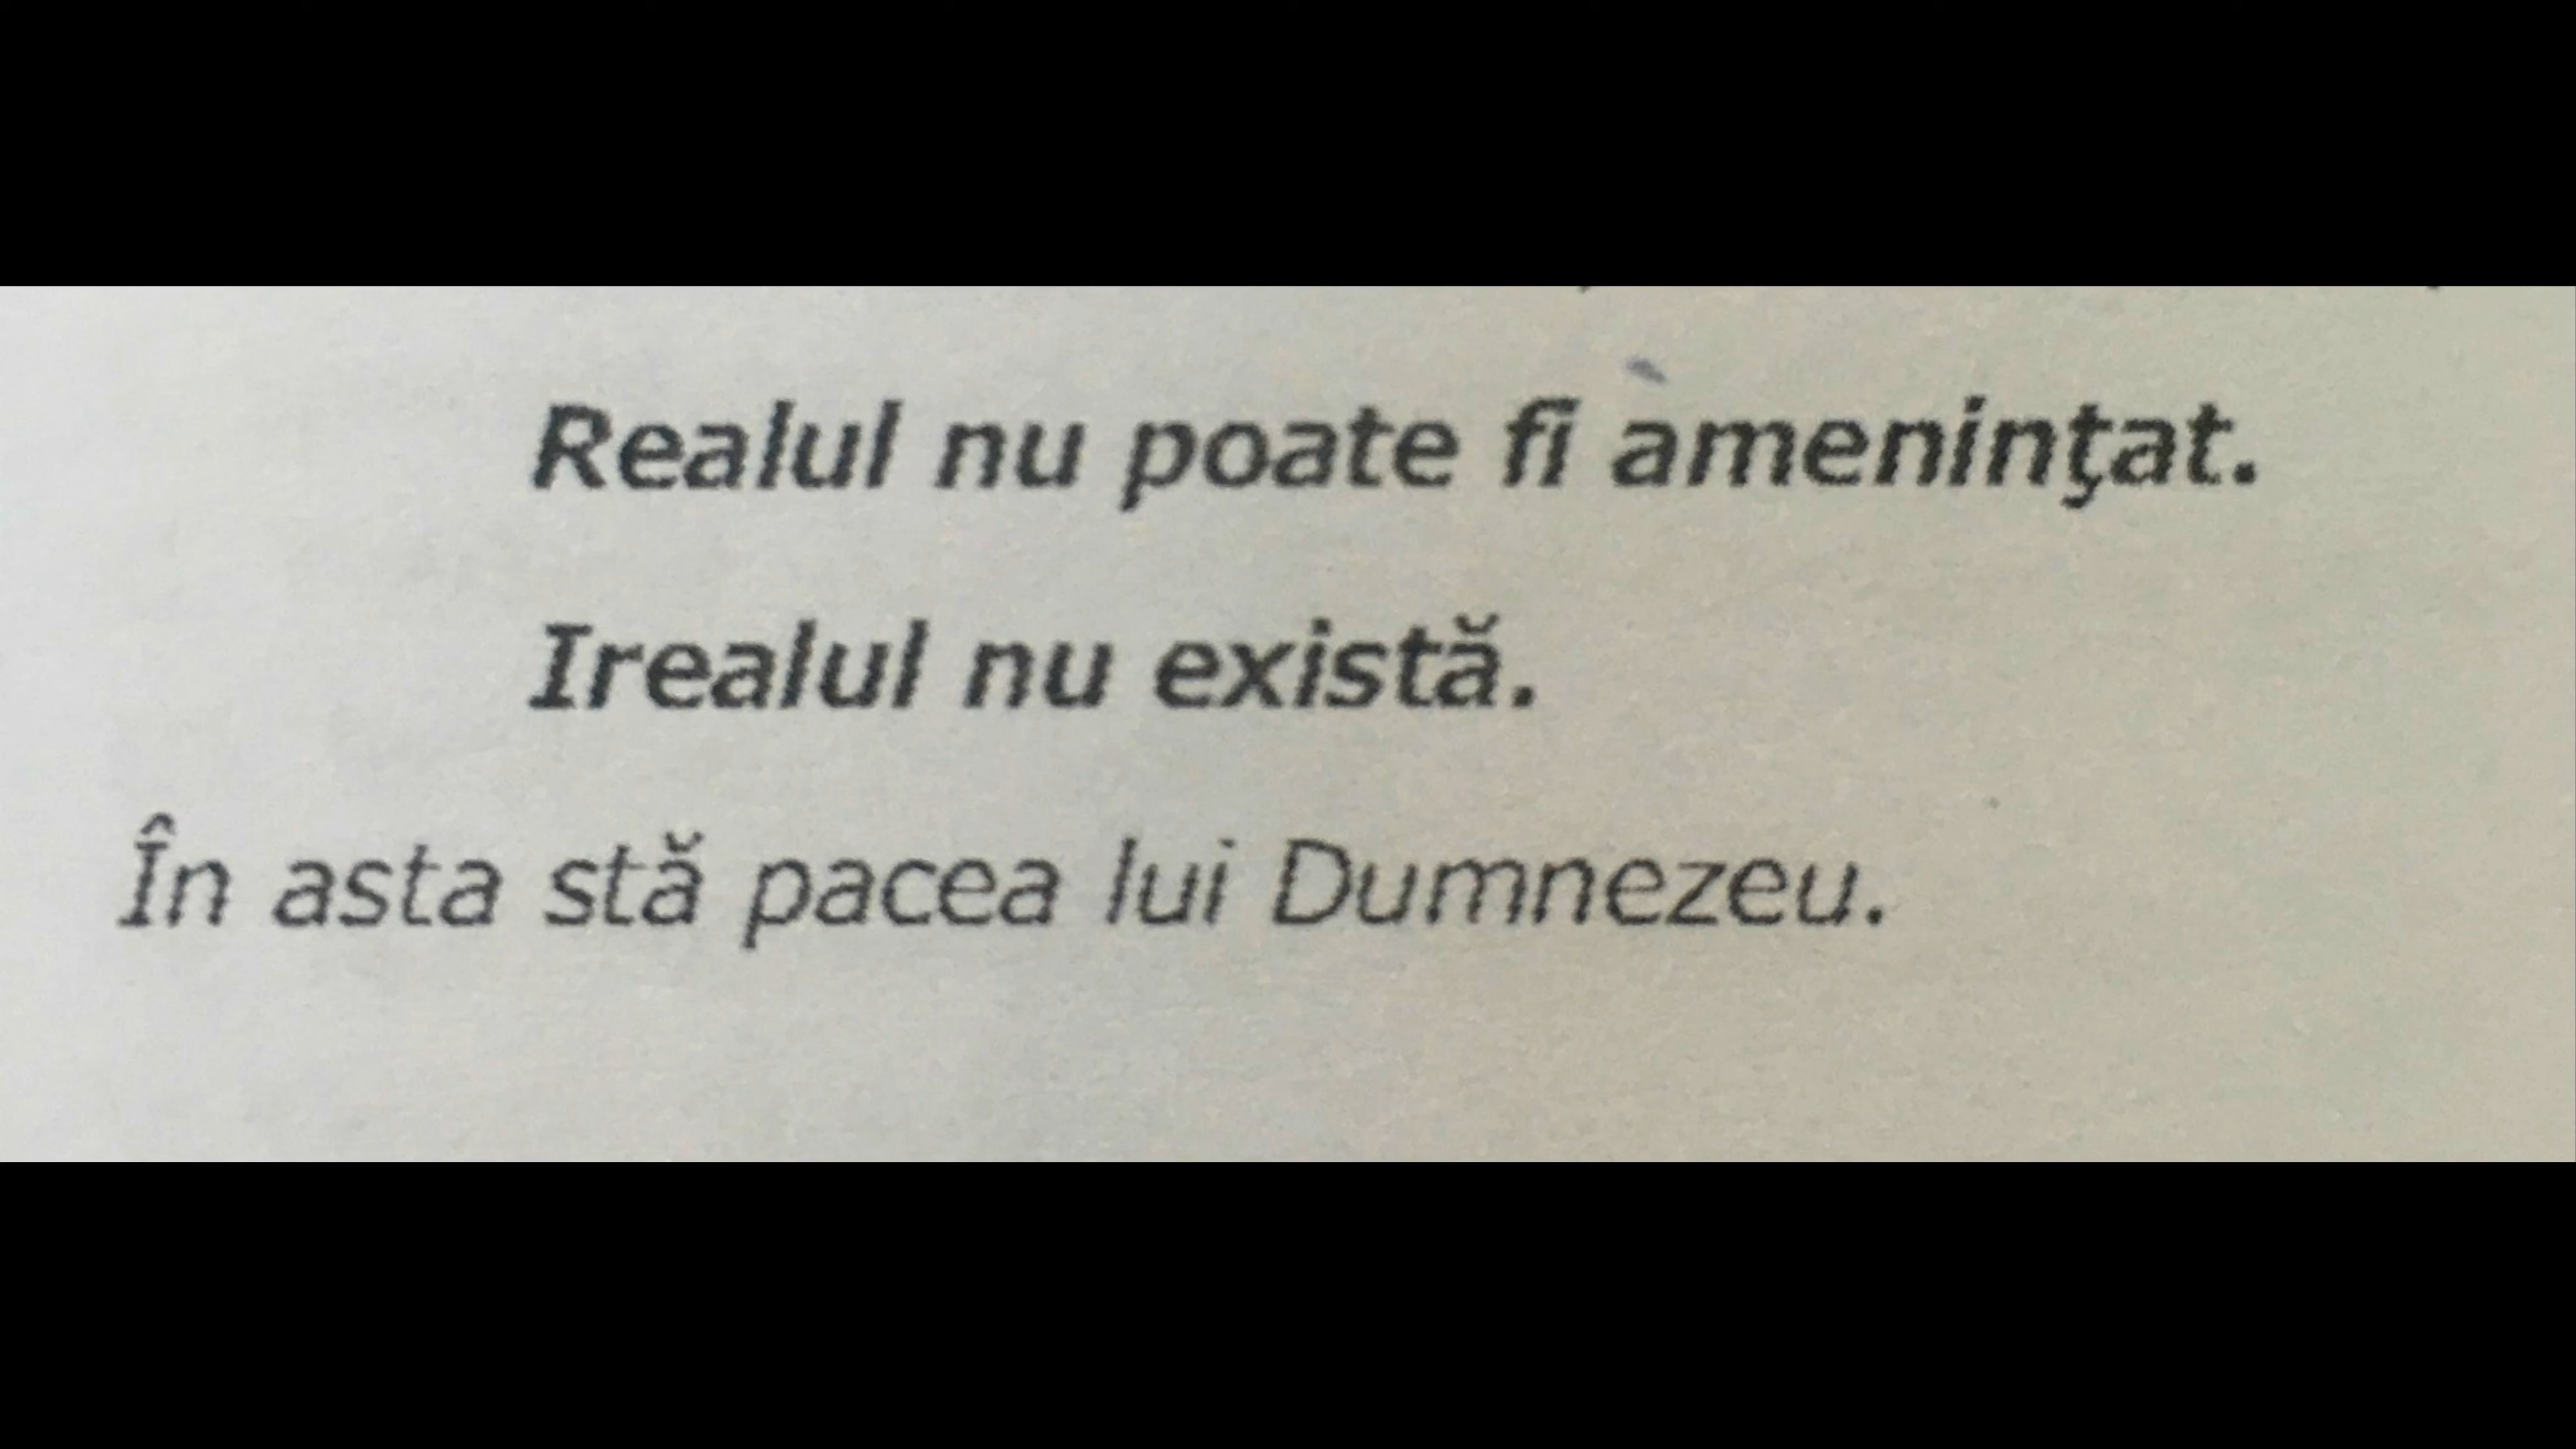 Realul nu poate fi ameninţat.
Irealul nu există.
În asta stă pacea lui Dumnezeu.